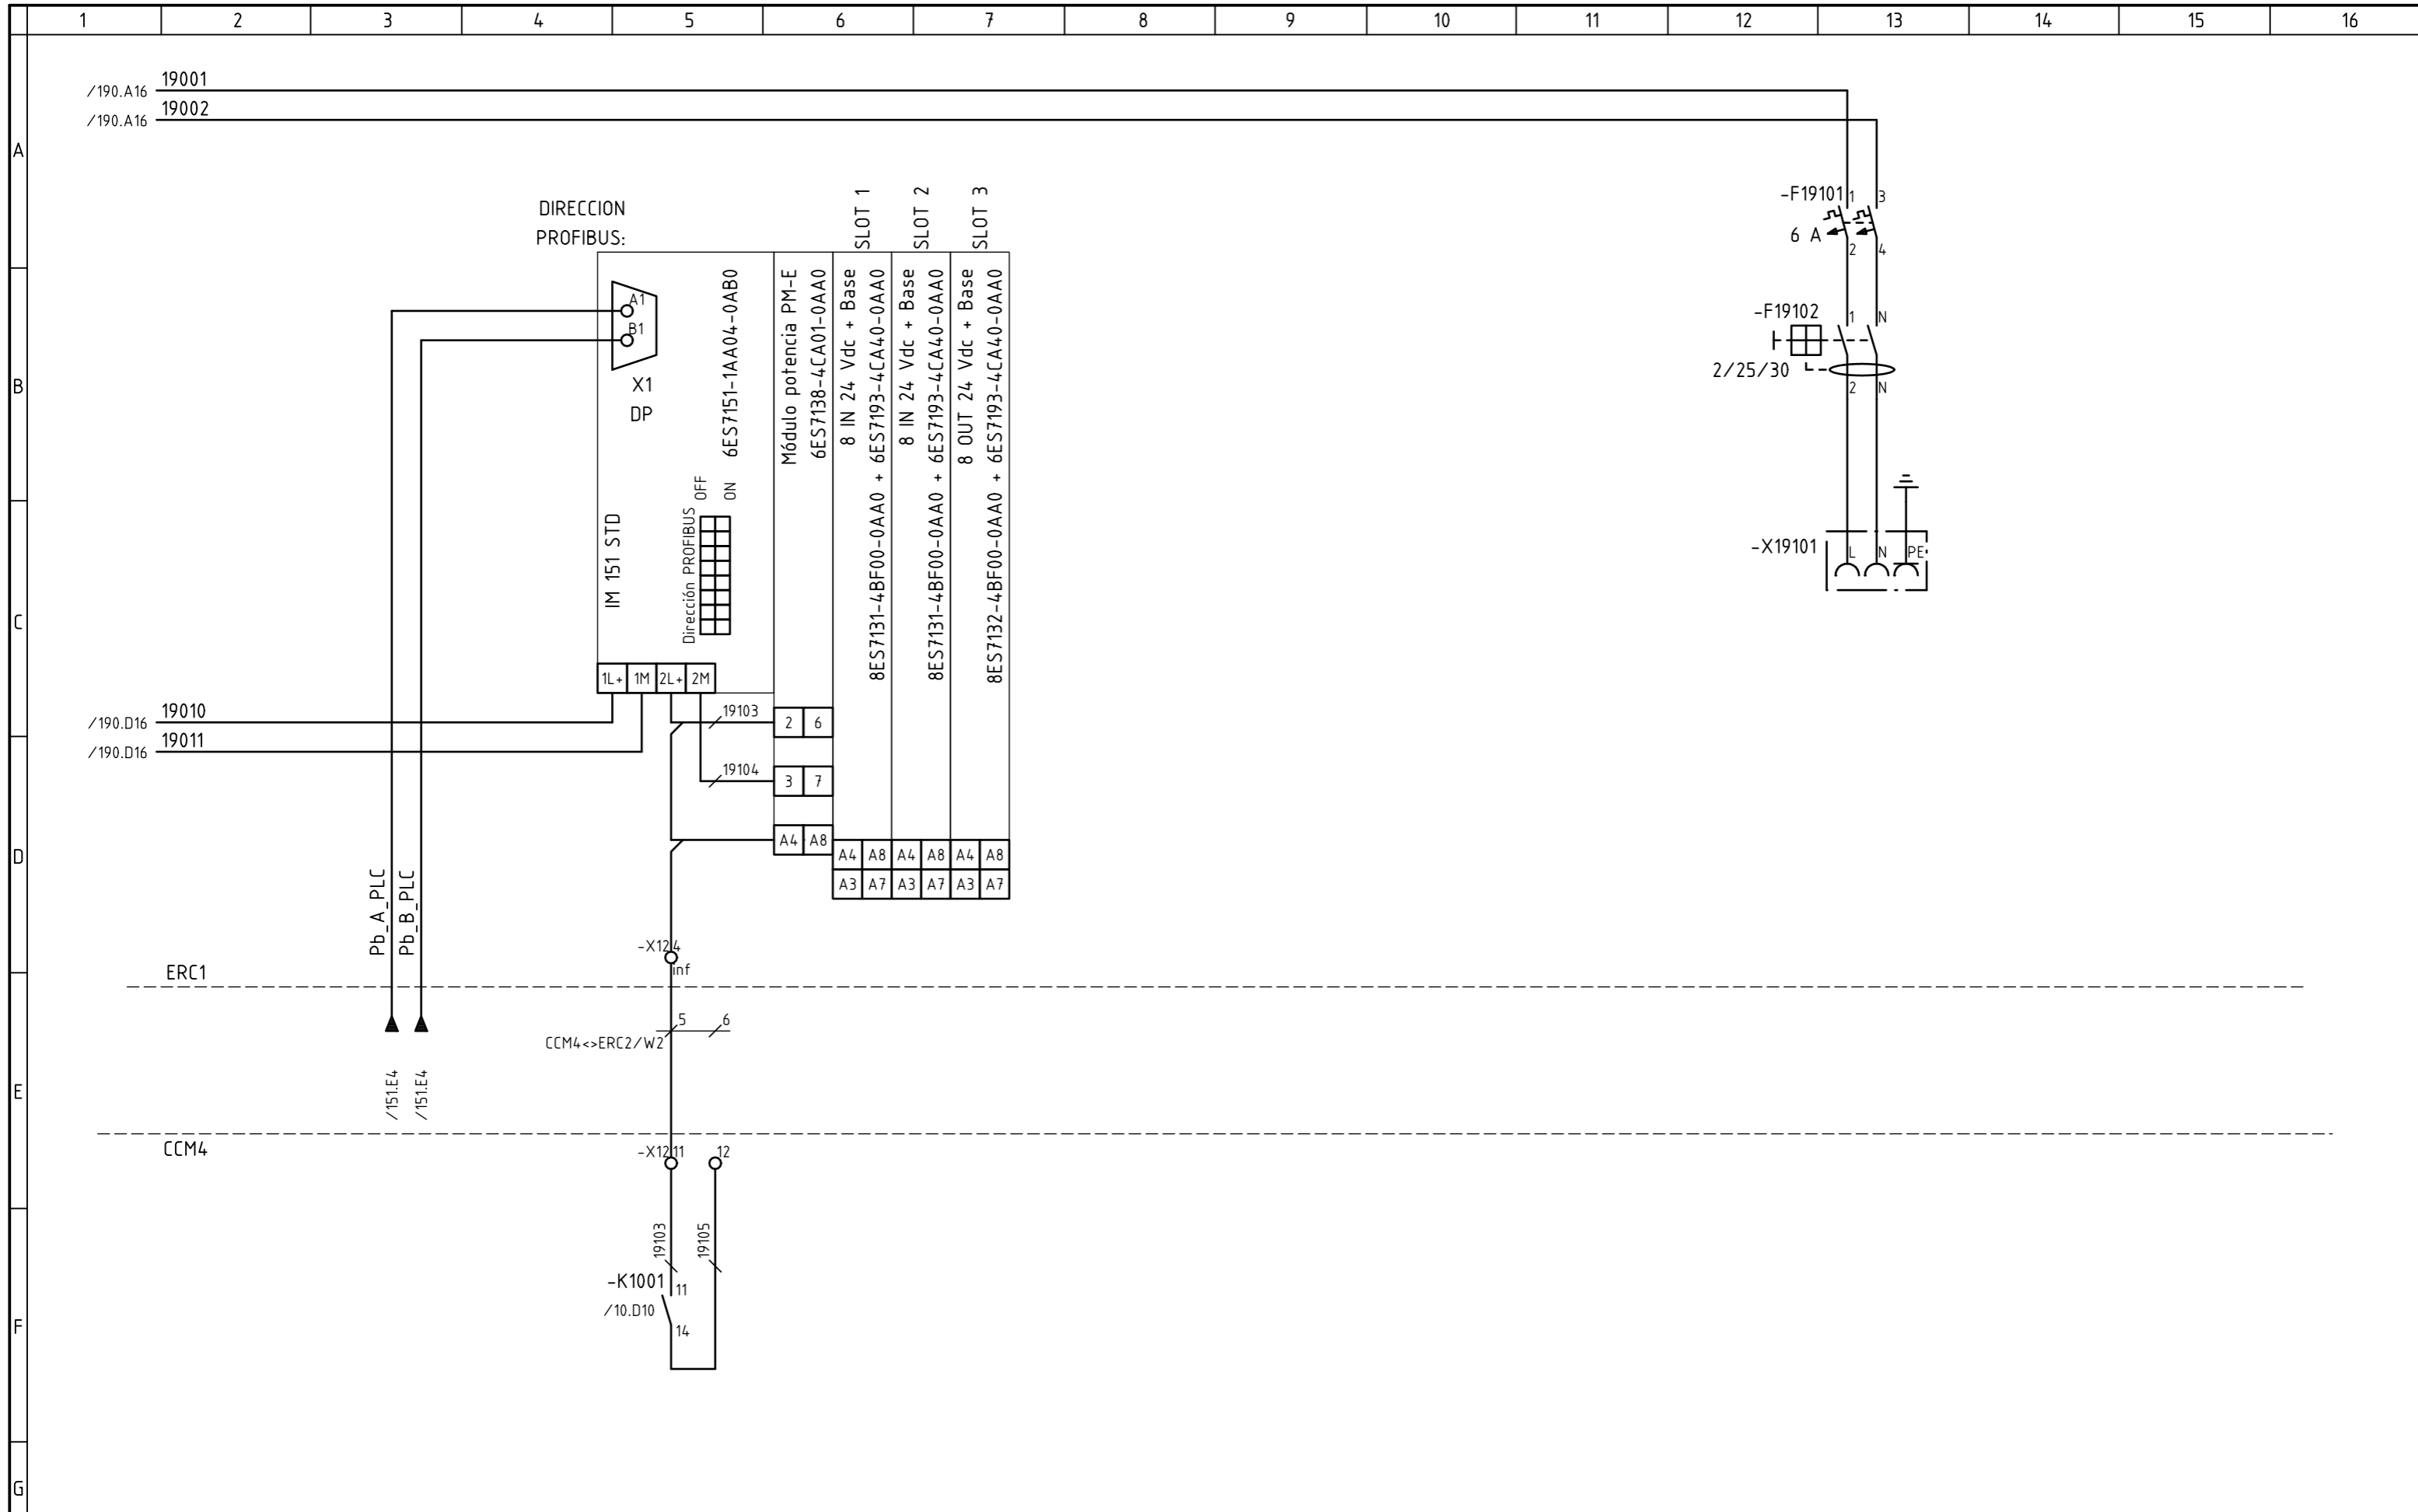 1 2 3 4 5 6 7 8 9 10 11 12 13 14 15 16
A
B
C
D
E
F
G
/190.A16 19001
/190.A16 19002
DIRECCION
PROFIBUS:
SLOT 1
SLOT 2
SLOT 3
A1
B1
X1
DP
6ES7151-1AA04-0AB0
IM 151 STD
Dirección PROFIBUS
OFF
ON
Módulo potencia PM-E
6ES7138-4CA01-0AA0
8 IN 24 Vdc + Base
8ES7131-4BF00-0AA0 + 6ES7193-4CA40-0AA0
8 IN 24 Vdc + Base
8ES7131-4BF00-0AA0 + 6ES7193-4CA40-0AA0
8 OUT 24 Vdc + Base
8ES7132-4BF00-0AA0 + 6ES7193-4CA40-0AA0
1L+ 1M 2L+ 2M
/190.D16 19010
/190.D16 19011
19103
2 6
19104
3 7
A4 A8
A4 A8 A4 A8 A4 A8
A3 A7 A3 A7 A3 A7
Pb_A_PLC
Pb_B_PLC
-X12 4
inf
ERC1
5 6
CCM4<>ERC2/W2
/151.E4
/151.E4
CCM4
-X12 11 12
19103
19105
-K1001 11
/10.D10
14
-F19101 1 3
6 A
2 4
-F19102 1 N
2/25/30
2 N
-X19101 L N PE